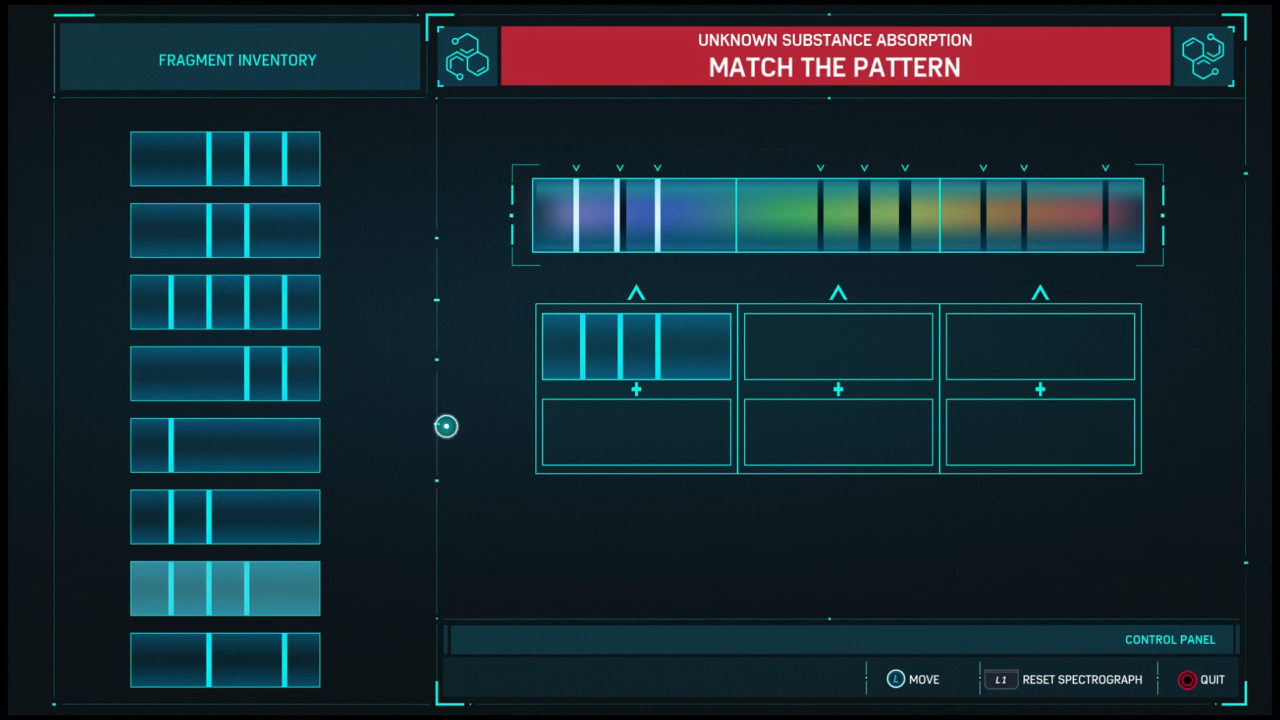 FRAGMENT INVENTORY
UNKNOWN SUBSTANCE ABSORPTION
MATCH THE PATTERN
CONTROL PANEL
L MOVE
L1 RESET SPECTROGRAPH
QUIT